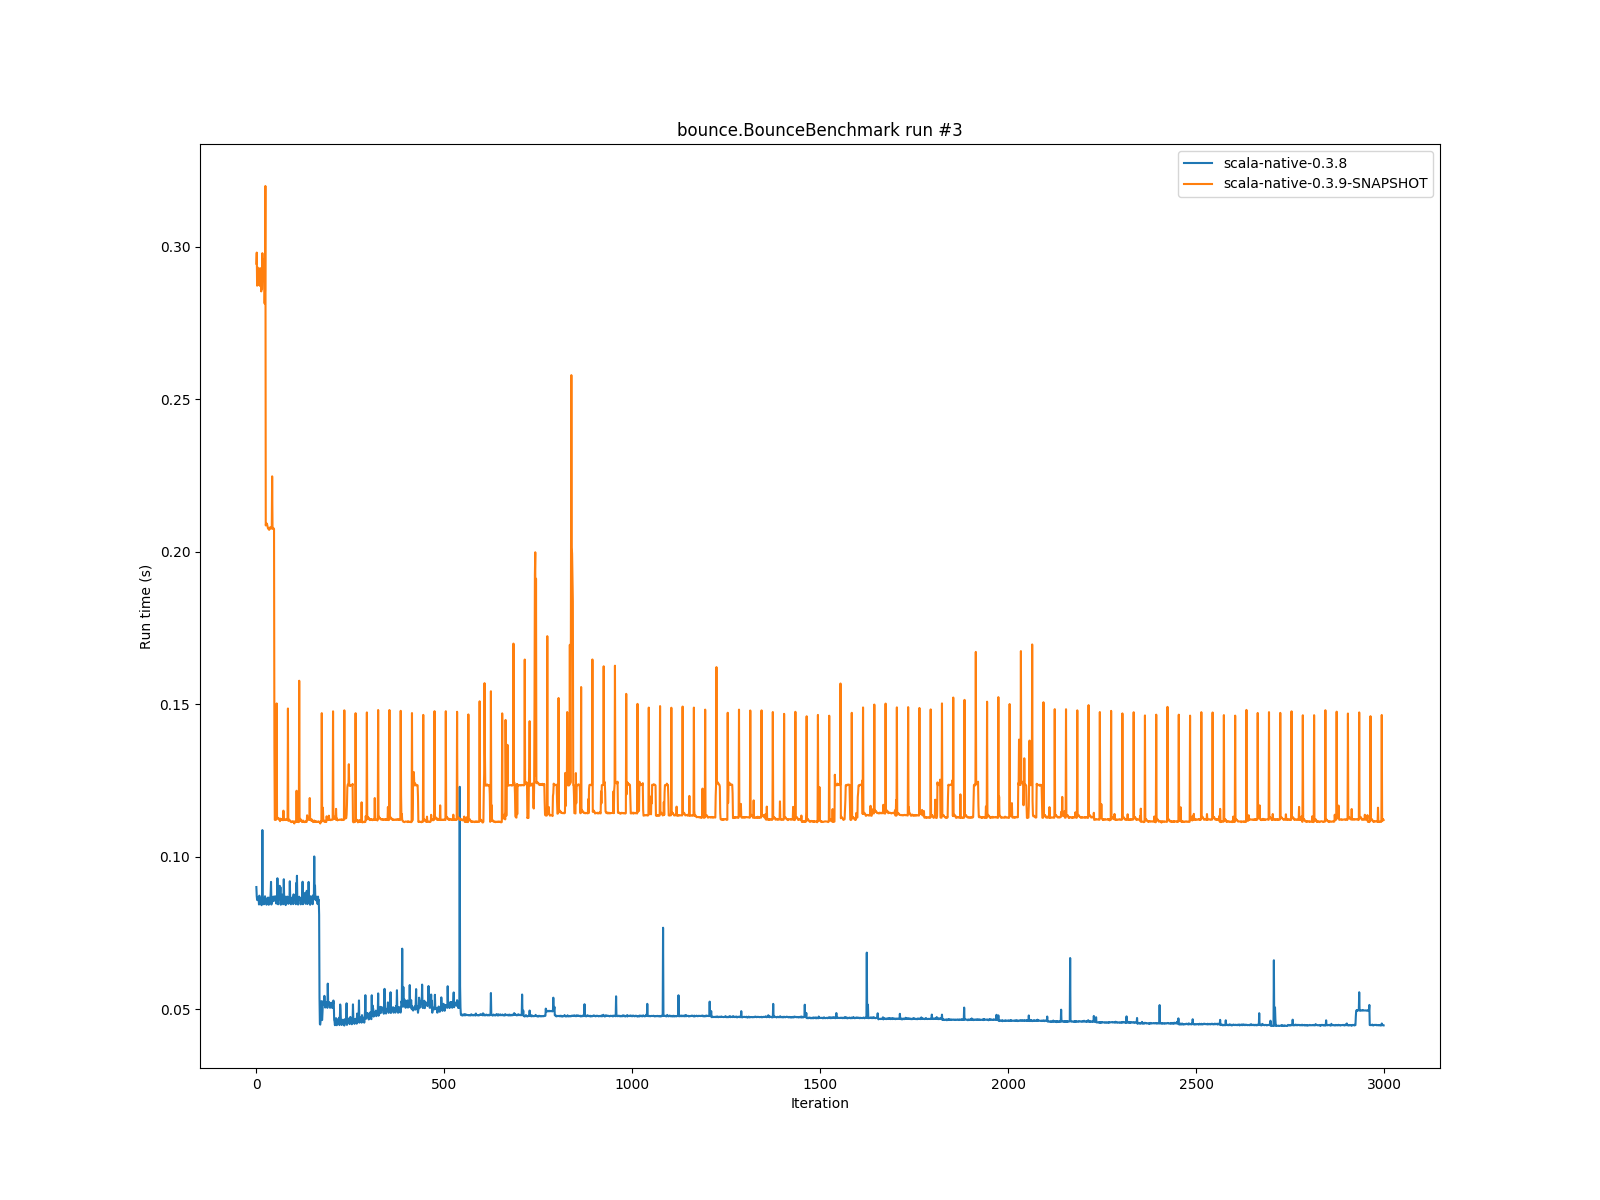 bounce.BounceBenchmark run #3
scala-native-0.3.8
scala-native-0.3.9-SNAPSHOT
Run time (s)
0.30
0.25
0.20
0.15
0.10
0.05
0
500
1000
1500
2000
2500
3000
Iteration